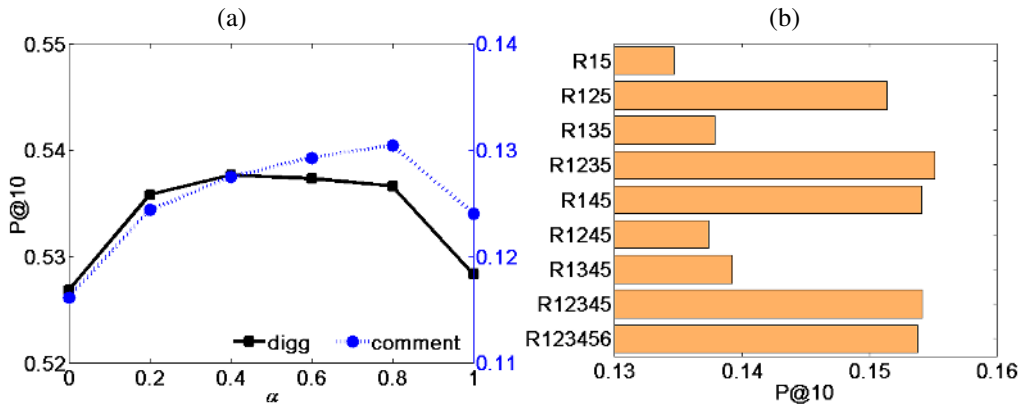 (a)
0.55
0.54
0.53
0.52
P@10
0.14
0.13
0.12
0.11
digg
comment
0
0.2
0.4
0.6
0.8
1
α
(b)
R15
R125
R135
R1235
R145
R1245
R1345
R12345
R123456
0.13
0.14
0.15
0.16
P@10